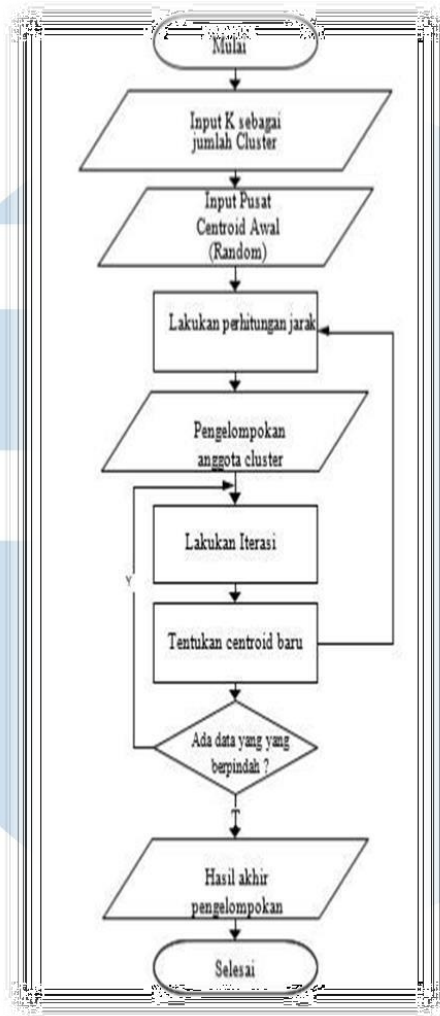 Mulai
Input K sebagai
jumlah Cluster
Input Pusat
Centroid Awal
(Random)
Lakukan perhitungan jarak
Pengelompokan
anggota cluster
Lakukan Iterasi
Y
Tentukan centroid baru
Ada data yang yang
berpindah ?
T
Hasil akhir
pengelompokan
Selesai